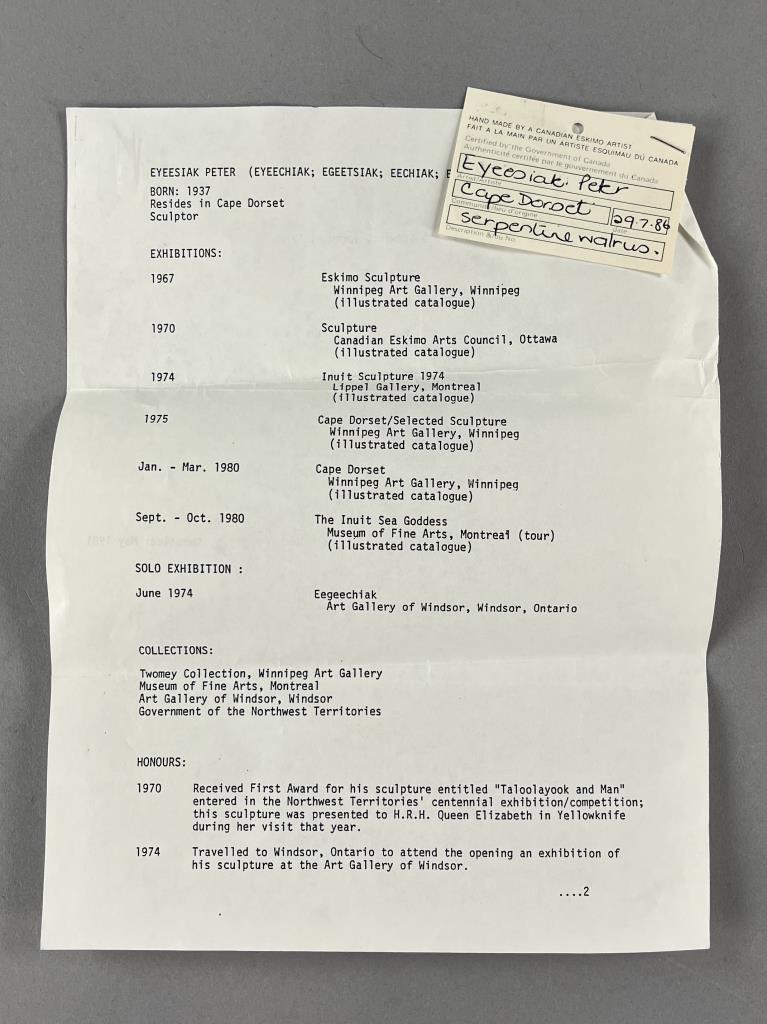 HAND MADE BY A CANADIAN ESKIMO ARTIST
FAIT A LA MAIN PAR UN ARTISTE ESQUIMAU DU CANADA
Certified by the Government of Canada
Authenticité certifiée par le gouvernement du Canada
Eyeesiak. Peter
Artist/Artiste
Cape Dorset.
29.7.86
Community/lieu d'origine
date
Serpentine walrus.
Description &
No.
EYEESIAK PETER (EYEECHIAK; EGEETSIAK; EECHIAK;
BORN: 1937
Resides in Cape Dorset
Sculptor
EXHIBITIONS:
1967 Eskimo Sculpture
Winnipeg Art Gallery, Winnipeg
(illustrated catalogue)
1970 Sculpture
Canadian Eskimo Arts Council, Ottawa
(illustrated catalogue)
1974 Inuit Sculpture 1974
Lippel Gallery, Montreal
(illustrated catalogue)
1975 Cape Dorset/Selected Sculpture
Winnipeg Art Gallery, Winnipeg
(illustrated catalogue)
Jan. - Mar. 1980 Cape Dorset
Winnipeg Art Gallery, Winnipeg
(illustrated catalogue)
Sept. - Oct. 1980 The Inuit Sea Goddess
Museum of Fine Arts, Montreal (tour)
(illustrated catalogue)
SOLO EXHIBITION :
June 1974 Eegeechiak
Art Gallery of Windsor, Windsor, Ontario
COLLECTIONS:
Twomey Collection, Winnipeg Art Gallery
Museum of Fine Arts, Montreal
Art Gallery of Windsor, Windsor
Government of the Northwest Territories
HONOURS:
1970 Received First Award for his sculpture entitled "Taloolayook and Man"
entered in the Northwest Territories' centennial exhibition/competition;
this sculpture was presented to H.R.H. Queen Elizabeth in Yellowknife
during her visit that year.
1974 Travelled to Windsor, Ontario to attend the opening an exhibition of
his sculpture at the Art Gallery of Windsor.
....2